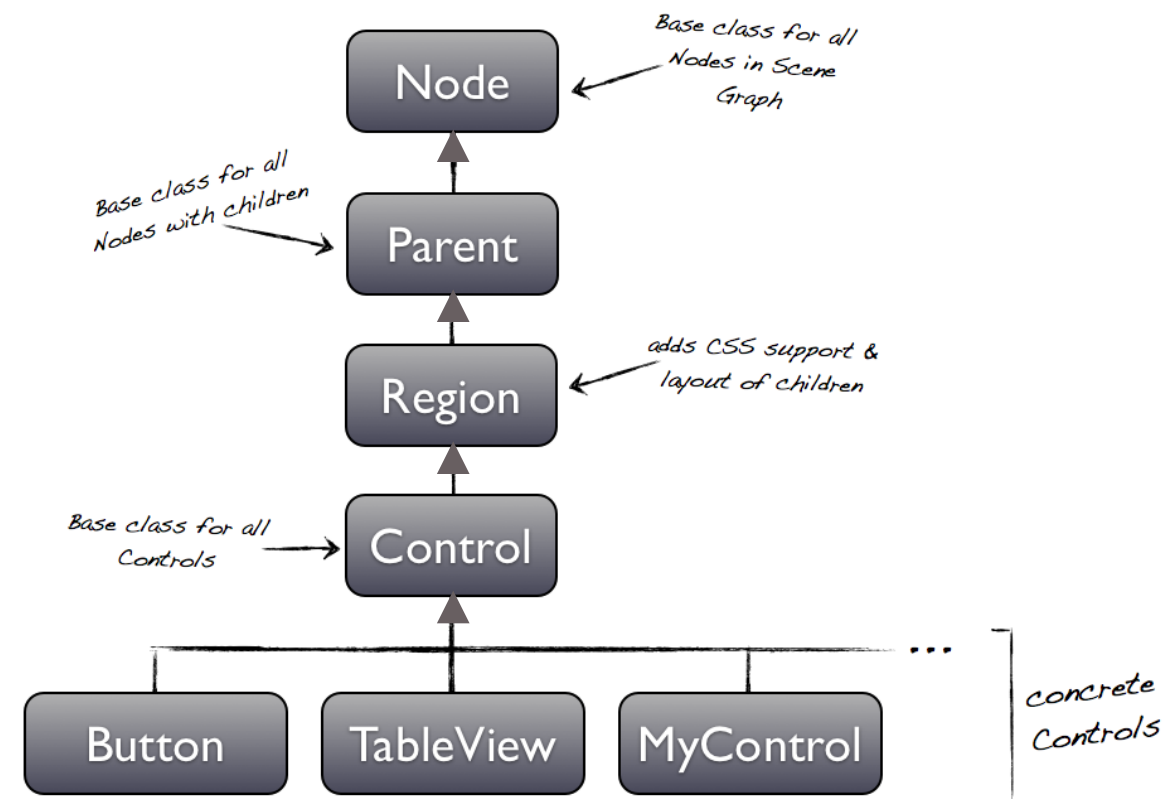 Base class for all
Nodes in Scene
Graph
Node
Base class for all
Nodes with children
Parent
adds CSS support &
layout of children
Region
Base class for all
Controls
Control
...
concrete
Controls
Button
TableView
MyControl